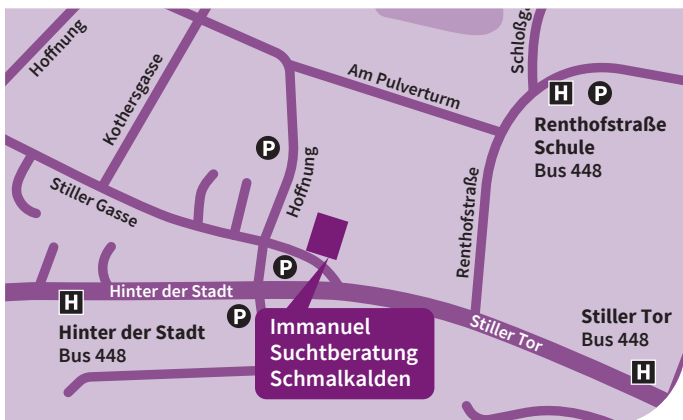 Hoffnung
Kothersgasse
Schloßga
Am Pulverturm
H P
Renthofstraße
Schule
Bus 448
P
Hoffnung
Stiller Gasse
Renthofstraße
P
Hinter der Stadt
H
Hinter der Stadt
Bus 448
P
Immanuel
Suchtberatung
Schmalkalden
Stiller Tor
Stiller Tor
Bus 448
H